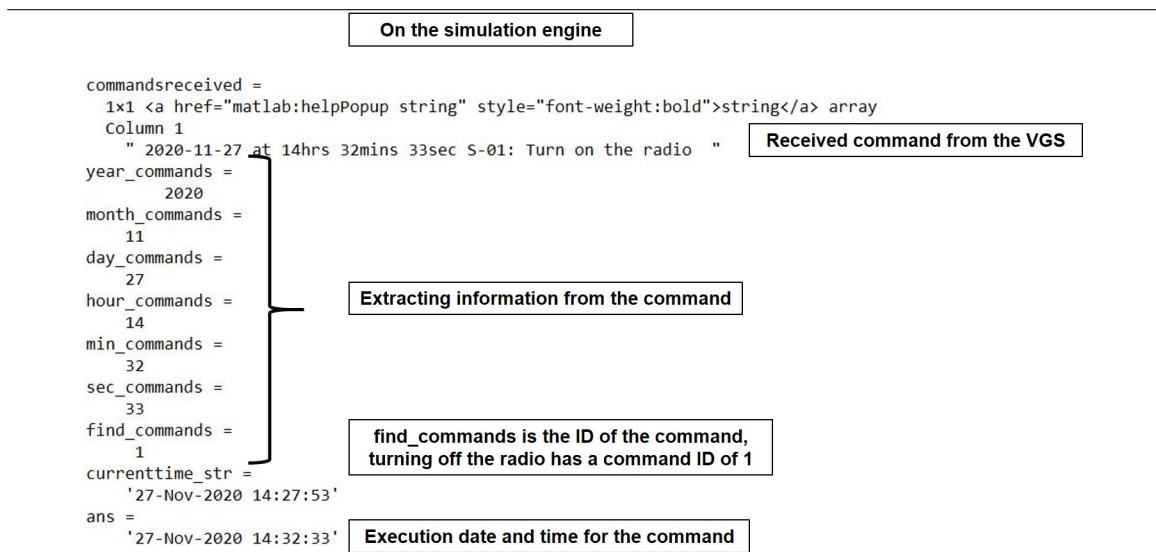 On the simulation engine
commandsreceived =
1×1 <a href="matlab:helpPopup string" style="font-weight:bold">string</a> array
Column 1
" 2020-11-27 at 14hrs 32mins 33sec S-01: Turn on the radio "
Received command from the VGS
year_commands =
2020
month_commands =
11
day_commands =
27
hour_commands =
14
Extracting information from the command
min_commands =
32
sec_commands =
33
find_commands =
1
find_commands is the ID of the command,
turning off the radio has a command ID of 1
currenttime_str =
'27-Nov-2020 14:27:53'
ans =
'27-Nov-2020 14:32:33'
Execution date and time for the command